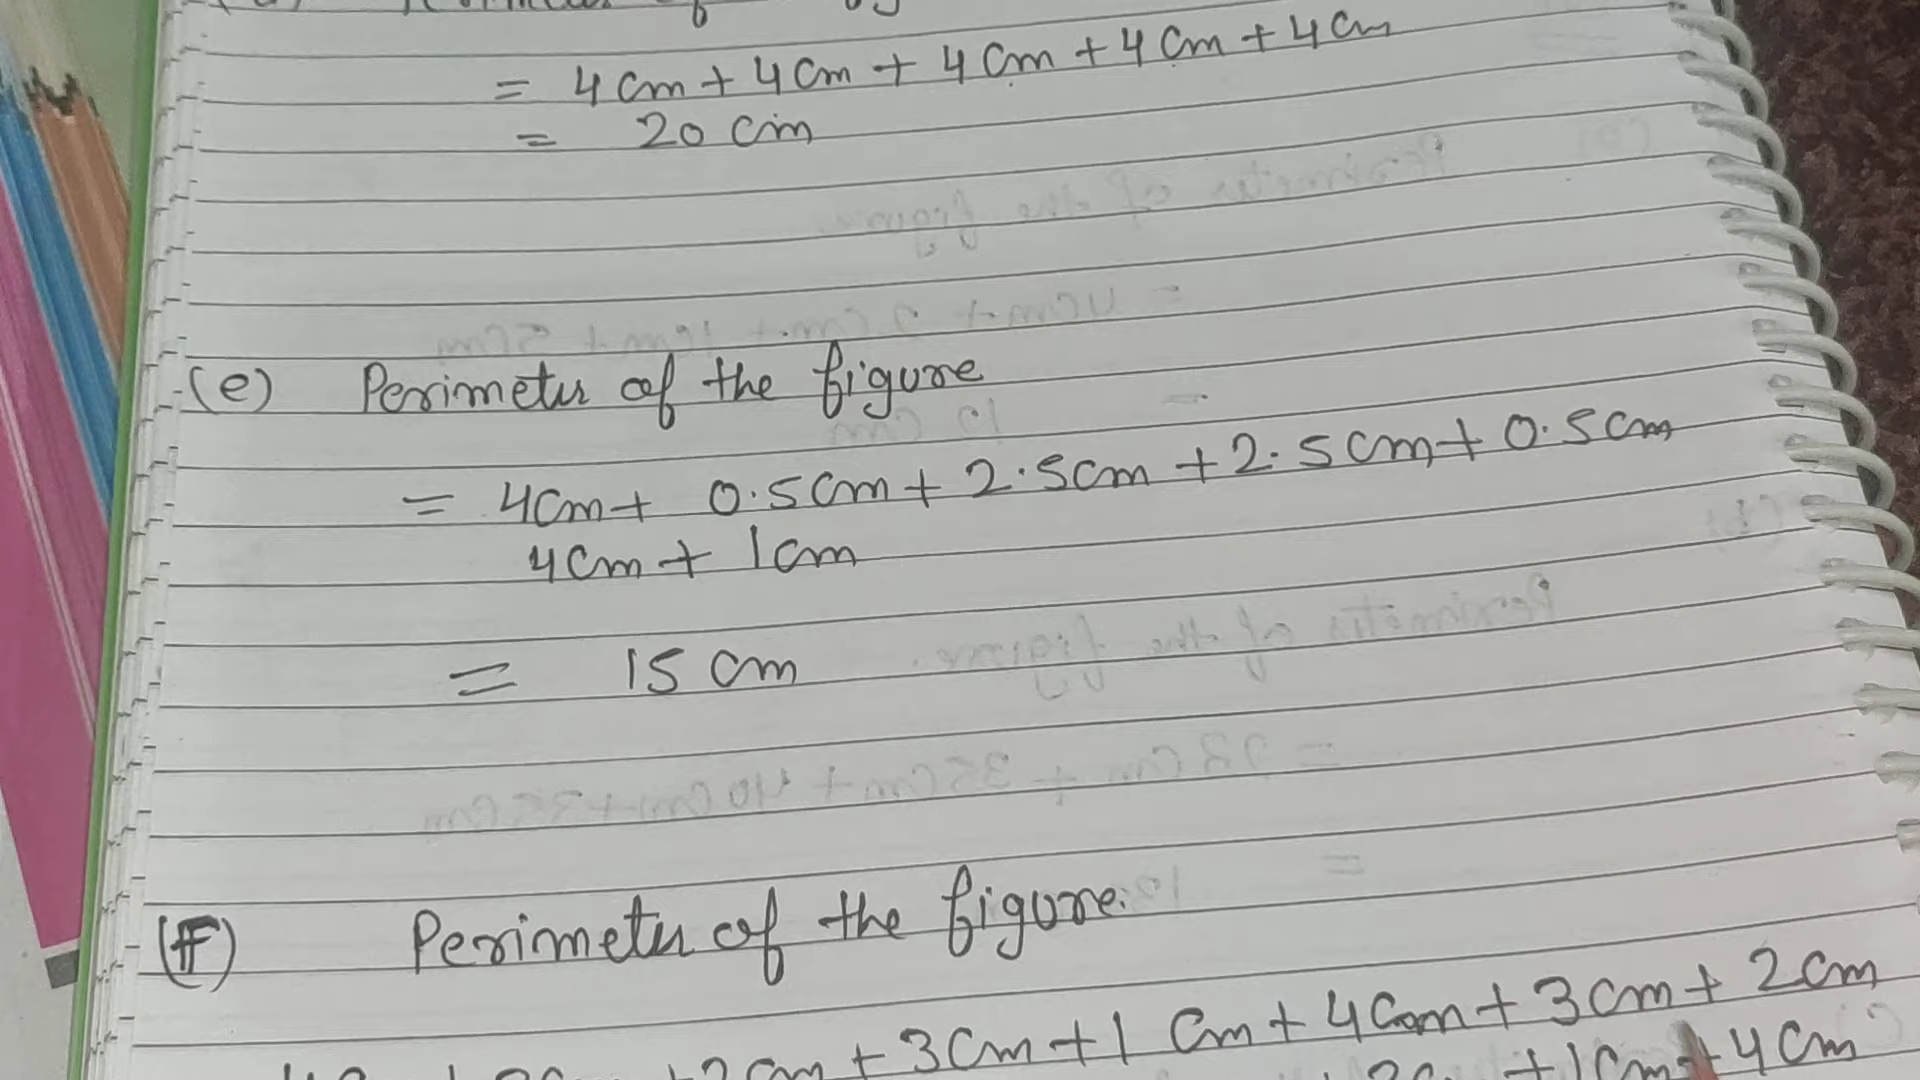 = 4 cm + 4 cm + 4 cm + 4 cm + 4 cm
= 20 cm
(e) Perimeter of the figure
= 4cm + 0.5cm + 2.5cm + 2.5cm + 0.5cm
4cm + 1cm
= 15 cm
(f) Perimeter of the figure.
+ 3cm + 1 cm + 4cm + 3cm + 2cm
+ 1cm + 4cm